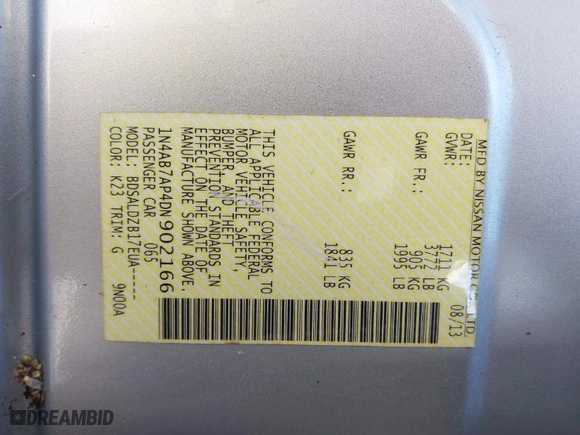 MFD BY NISSAN MOTOR CO., LTD
DATE: 08/13
GVWR: 1741 KG
3772 LB
GAWR FR.: 905 KG
1995 LB
GAWR RR.: 835 KG
1841 LB
THIS VEHICLE CONFORMS TO
ALL APPLICABLE FEDERAL
MOTOR VEHICLE SAFETY,
BUMPER, AND THEFT
PREVENTION STANDARDS IN
EFFECT ON THE DATE OF
MANUFACTURE SHOWN ABOVE.
1N4AB7AP4DN902166
PASSENGER CAR 065
MODEL: BDSALDZB17EUA-----
COLOR: K23 TRIM: G 9N00A
DREAMBID